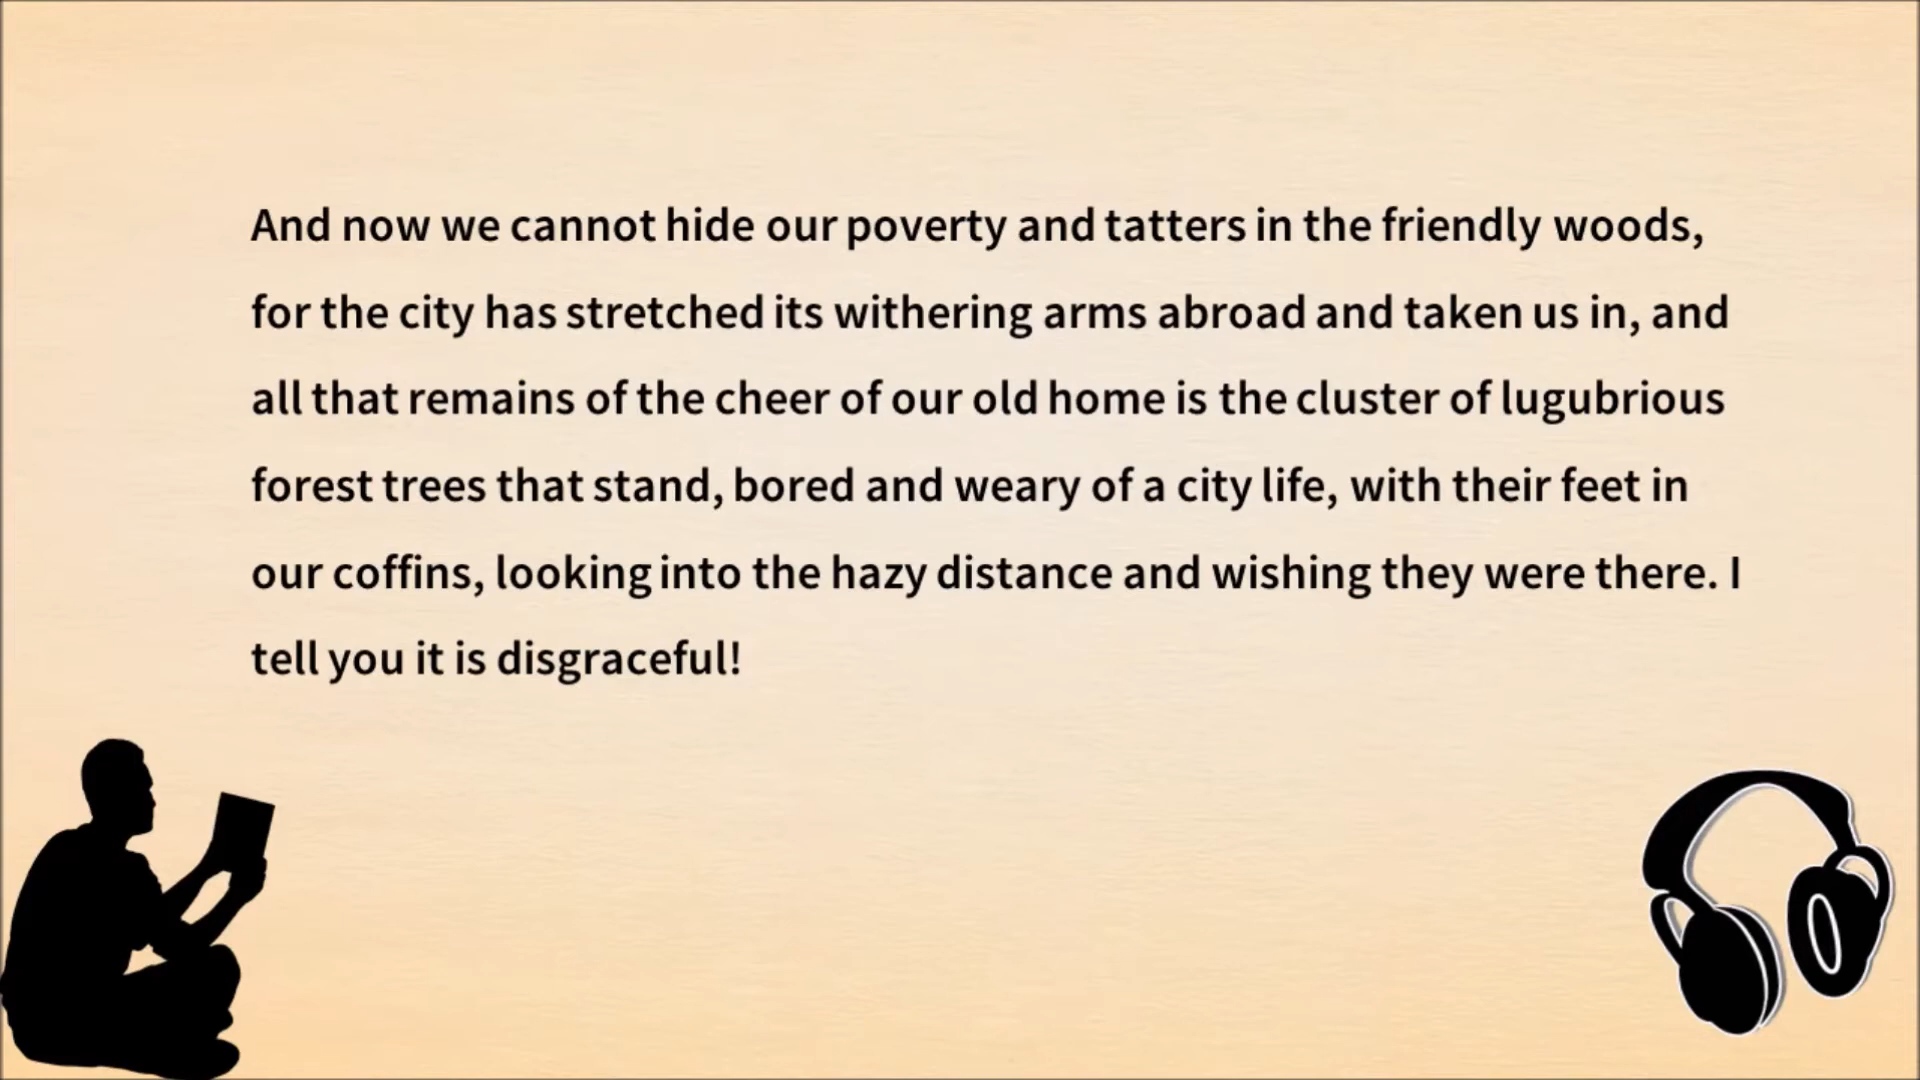 And now we cannot hide our poverty and tatters in the friendly woods,
for the city has stretched its withering arms abroad and taken us in, and
all that remains of the cheer of our old home is the cluster of lugubrious
forest trees that stand, bored and weary of a city life, with their feet in
our coffins, looking into the hazy distance and wishing they were there. I
tell you it is disgraceful!